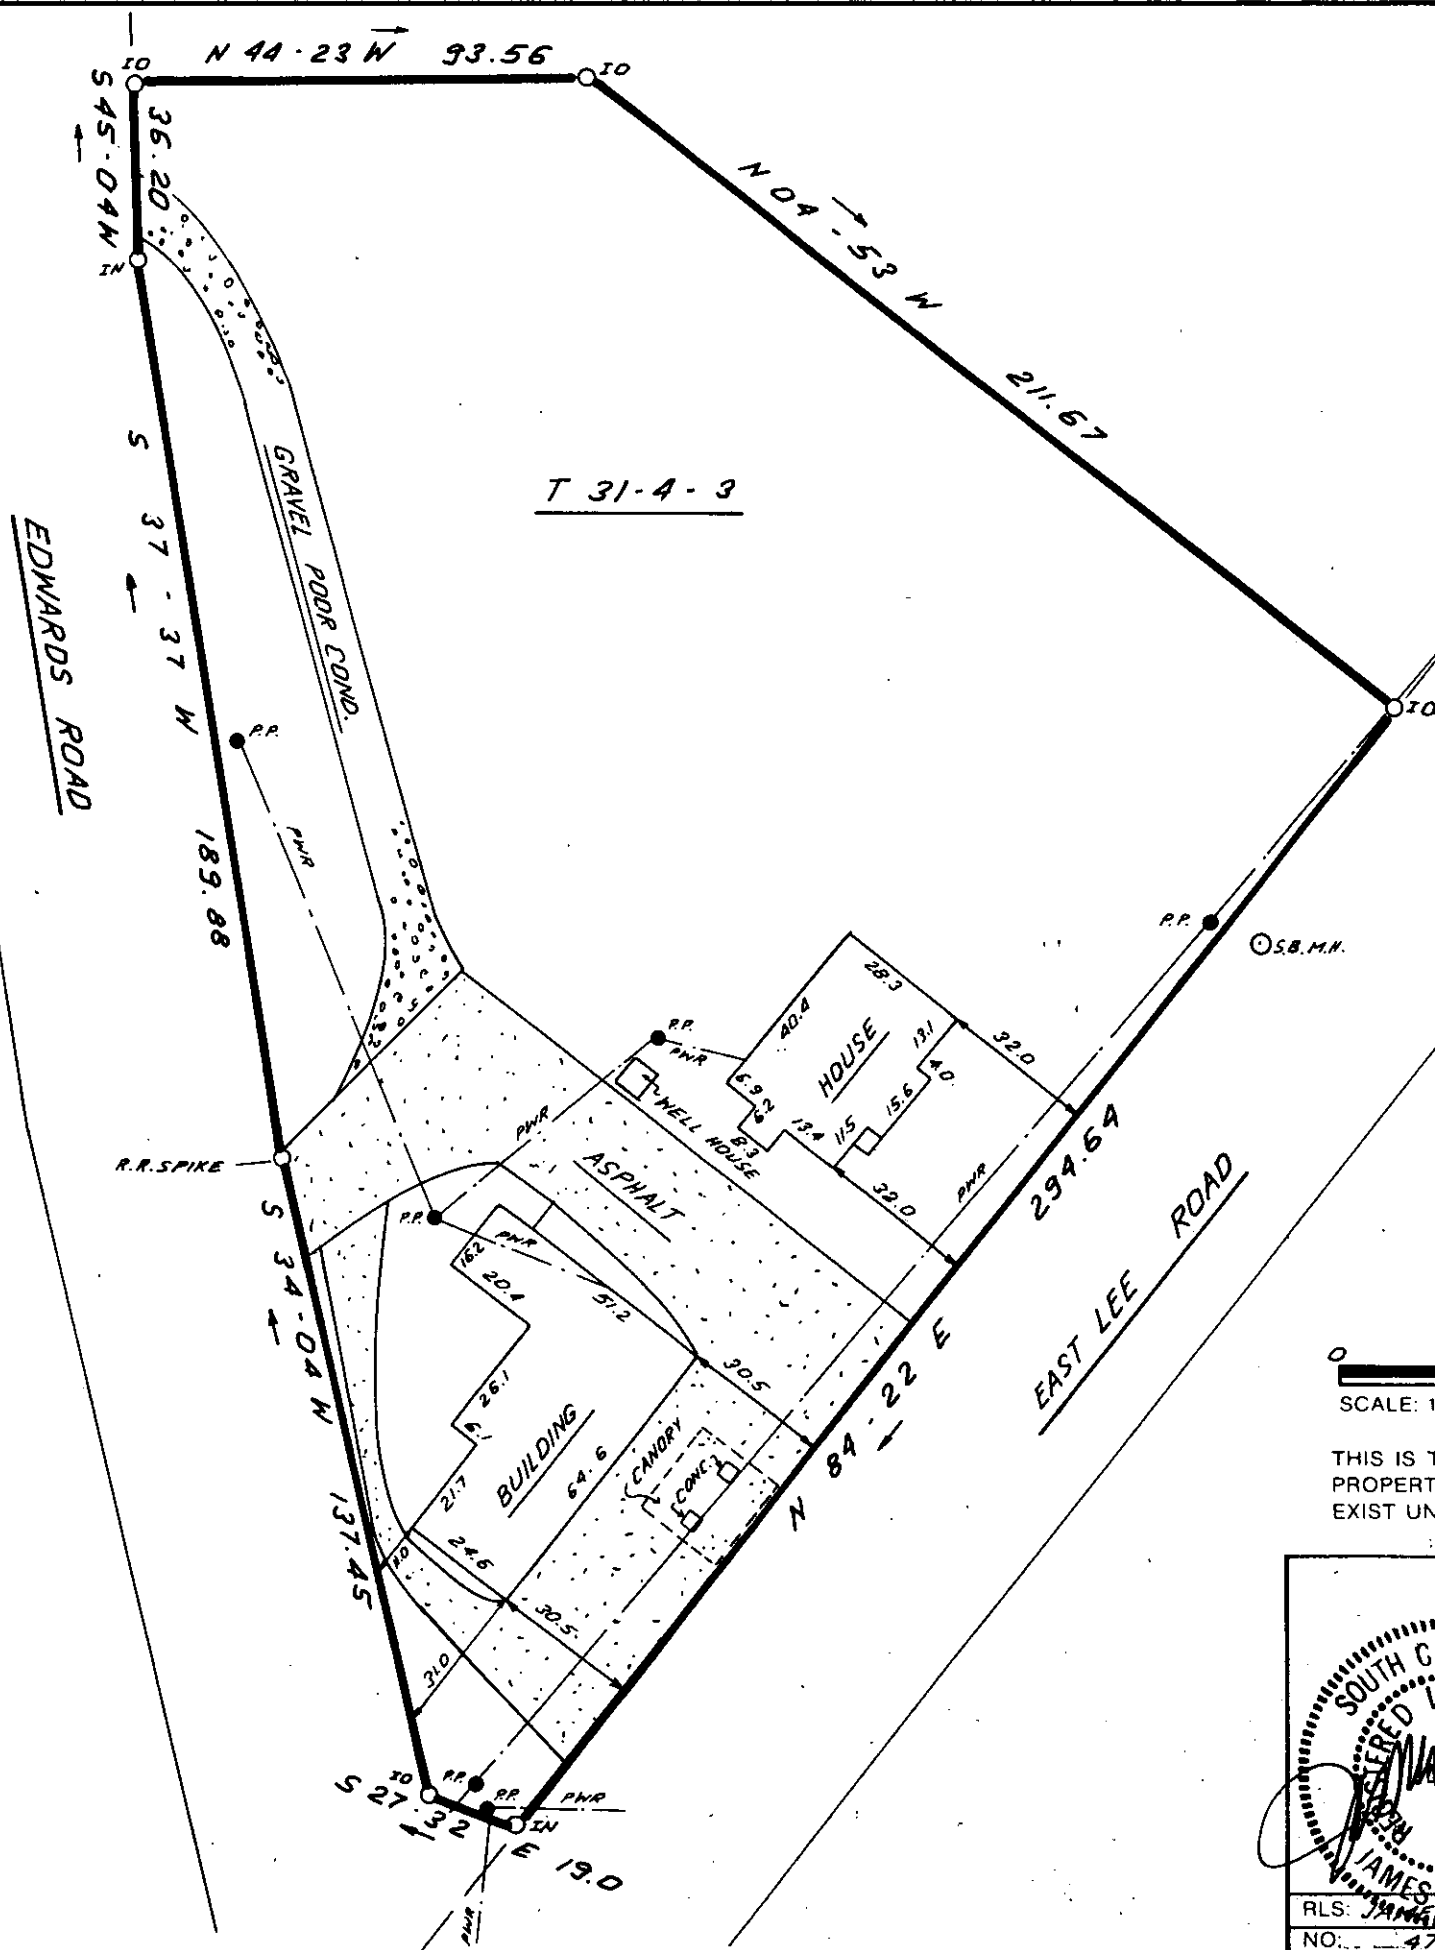 N 44-23 W 93.56
IO
IO
S 45-04 W
36.20
IN
N 04-53 W
211.67
T 31-4-3
GRAVEL POOR COND.
S 37-37 W
189.88
EDWARDS ROAD
P.P.
PWR
IO
P.P.
S.B.M.H.
28.3
40.4
HOUSE
13.1
4.0
32.0
P.P.
PWR
6.9
6.2
8.3
13.4
11.5
15.6
WELL HOUSE
PWR
ASPHALT
32.0
PWR
294.64
R.R. SPIKE
P.P.
PWR
16.2
20.4
51.2
EAST LEE ROAD
S 34-04 W
137.45
26.1
6.1
21.7
BUILDING
64.6
CANOPY
CONC.
30.5
N 84-22 E
24.6
30.5
31.0
IO
P.P.
P.P.
PWR
IN
S 27-32 E 19.0
PWR
0
SCALE: 1
THIS IS T
PROPERT
EXIST UN
SOUTH C
REGISTERED L
JAMES
RLS: JAMES
NO: 47